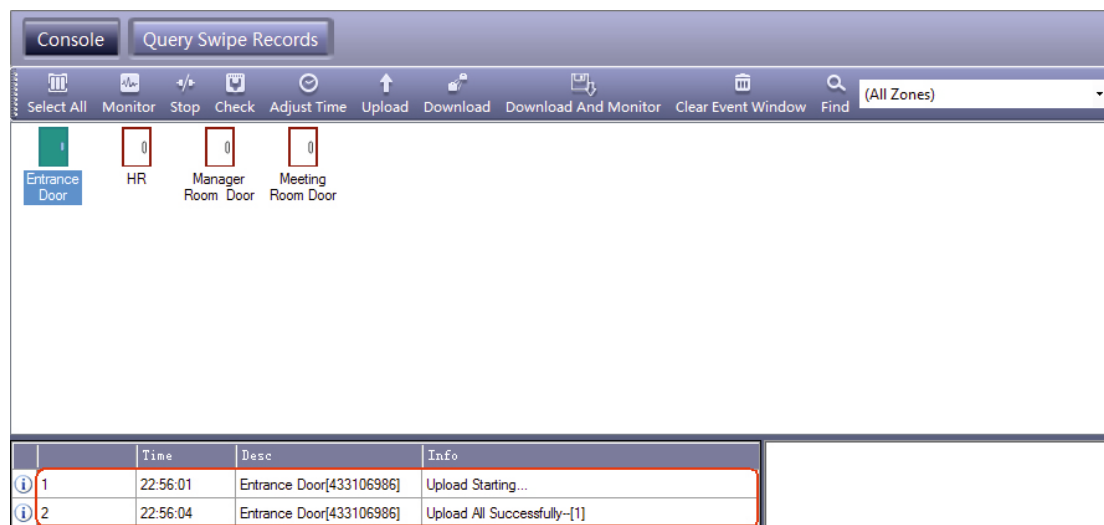 Console Query Swipe Records
Select All Monitor Stop Check Adjust Time Upload Download Download And Monitor Clear Event Window Find (All Zones)
Entrance Door
HR
Manager Room Door
Meeting Room Door
Time Desc Info
1 22:56:01 Entrance Door[433106986] Upload Starting...
2 22:56:04 Entrance Door[433106986] Upload All Successfully--[1]